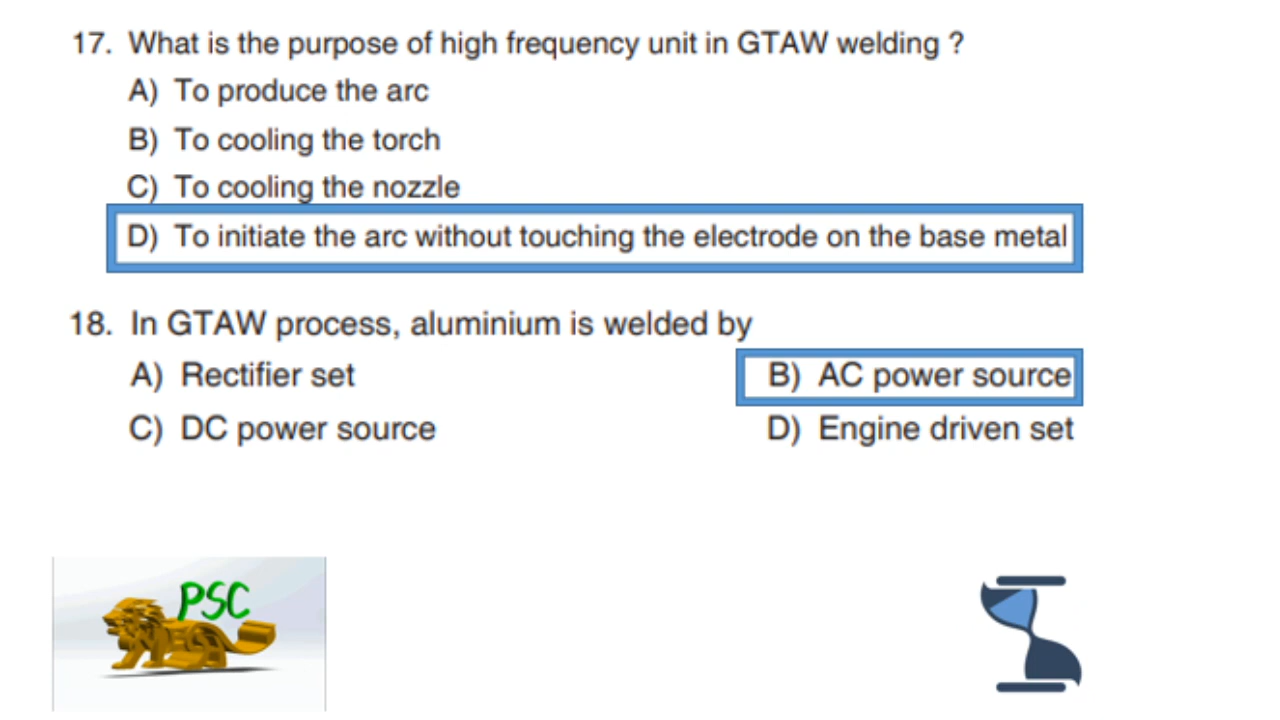 17. What is the purpose of high frequency unit in GTAW welding ?
A) To produce the arc
B) To cooling the torch
C) To cooling the nozzle
D) To initiate the arc without touching the electrode on the base metal
18. In GTAW process, aluminium is welded by
A) Rectifier set
B) AC power source
C) DC power source
D) Engine driven set
PSC